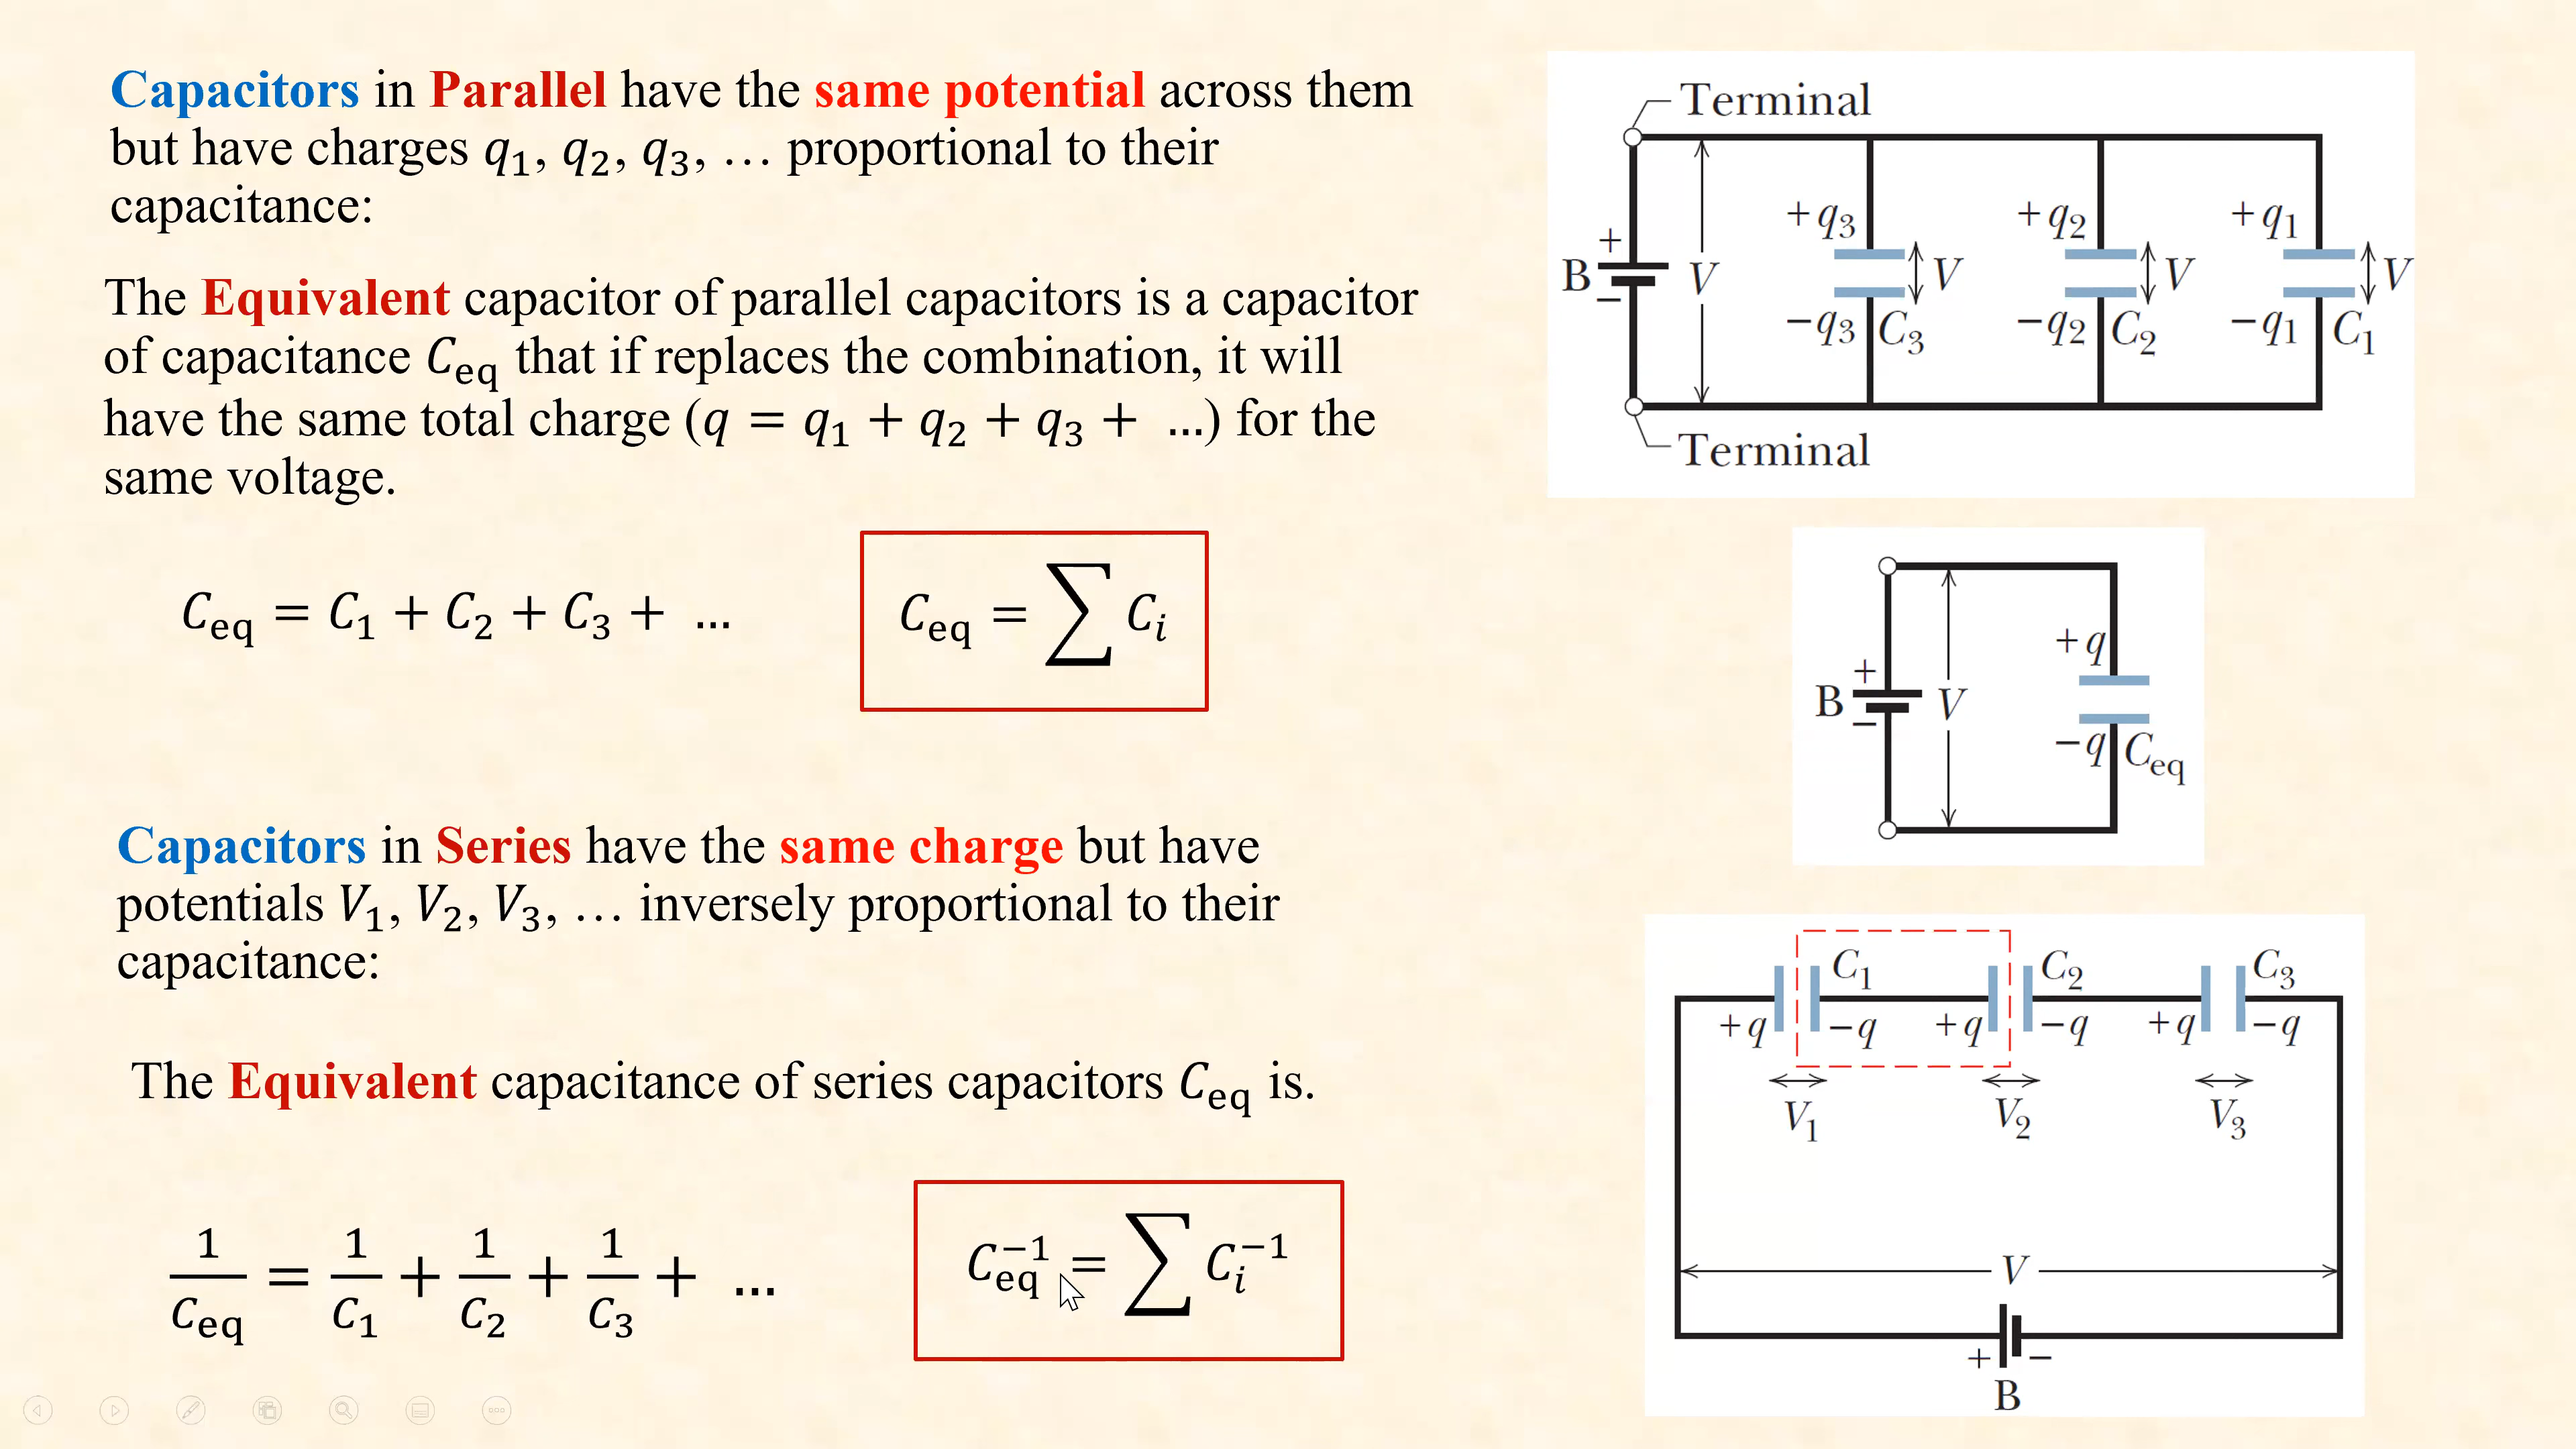 Capacitors in Parallel have the same potential across them
but have charges q₁, q₂, q₃, … proportional to their
capacitance:
The Equivalent capacitor of parallel capacitors is a capacitor
of capacitance C_eq that if replaces the combination, it will
have the same total charge (q = q₁ + q₂ + q₃ + …) for the
same voltage.
C_eq = C₁ + C₂ + C₃ + …
C_eq = ∑ C_i
Capacitors in Series have the same charge but have
potentials V₁, V₂, V₃, … inversely proportional to their
capacitance:
The Equivalent capacitance of series capacitors C_eq is.
1/C_eq = 1/C₁ + 1/C₂ + 1/C₃ + …
C_eq⁻¹ = ∑ C_i⁻¹
Terminal
+q₃ +q₂ +q₁
+
B V V V V
−
−q₃ C₃ −q₂ C₂ −q₁ C₁
Terminal
+q
+
B V
−
−q C_eq
C₁ C₂ C₃
+q −q +q −q +q −q
V₁ V₂ V₃
V
+ −
B